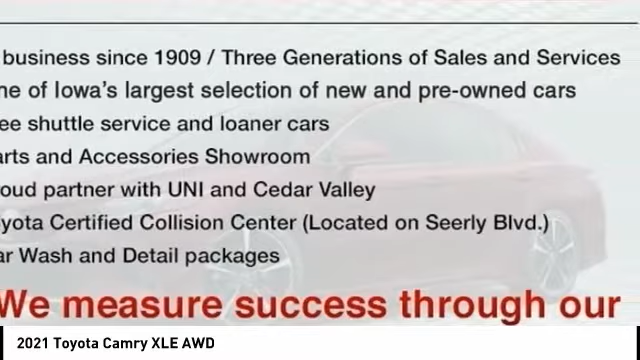 business since 1909 / Three Generations of Sales and Services
ne of Iowa's largest selection of new and pre-owned cars
ee shuttle service and loaner cars
arts and Accessories Showroom
roud partner with UNI and Cedar Valley
yota Certified Collision Center (Located on Seerly Blvd.)
ar Wash and Detail packages
We measure success through our
2021 Toyota Camry XLE AWD